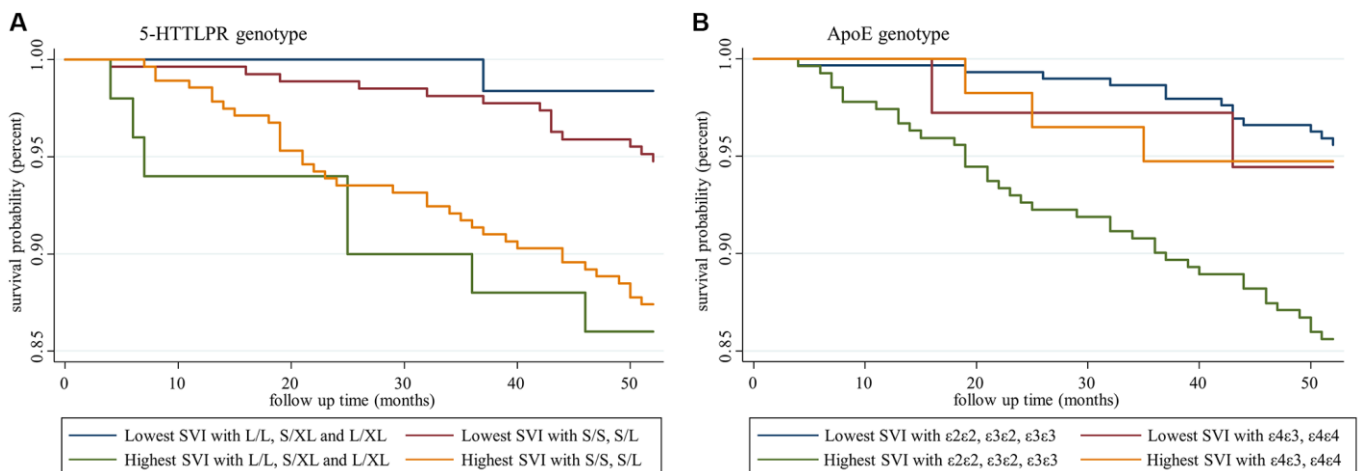 A
5-HTTLPR genotype
survival probability (percent)
1.00
0.95
0.90
0.85
0 10 20 30 40 50
follow up time (months)
Lowest SVI with L/L, S/XL and L/XL
Lowest SVI with S/S, S/L
Highest SVI with L/L, S/XL and L/XL
Highest SVI with S/S, S/L
B
ApoE genotype
survival probability (percent)
1.00
0.95
0.90
0.85
0 10 20 30 40 50
follow up time (months)
Lowest SVI with ε2ε2, ε3ε2, ε3ε3
Lowest SVI with ε4ε3, ε4ε4
Highest SVI with ε2ε2, ε3ε2, ε3ε3
Highest SVI with ε4ε3, ε4ε4